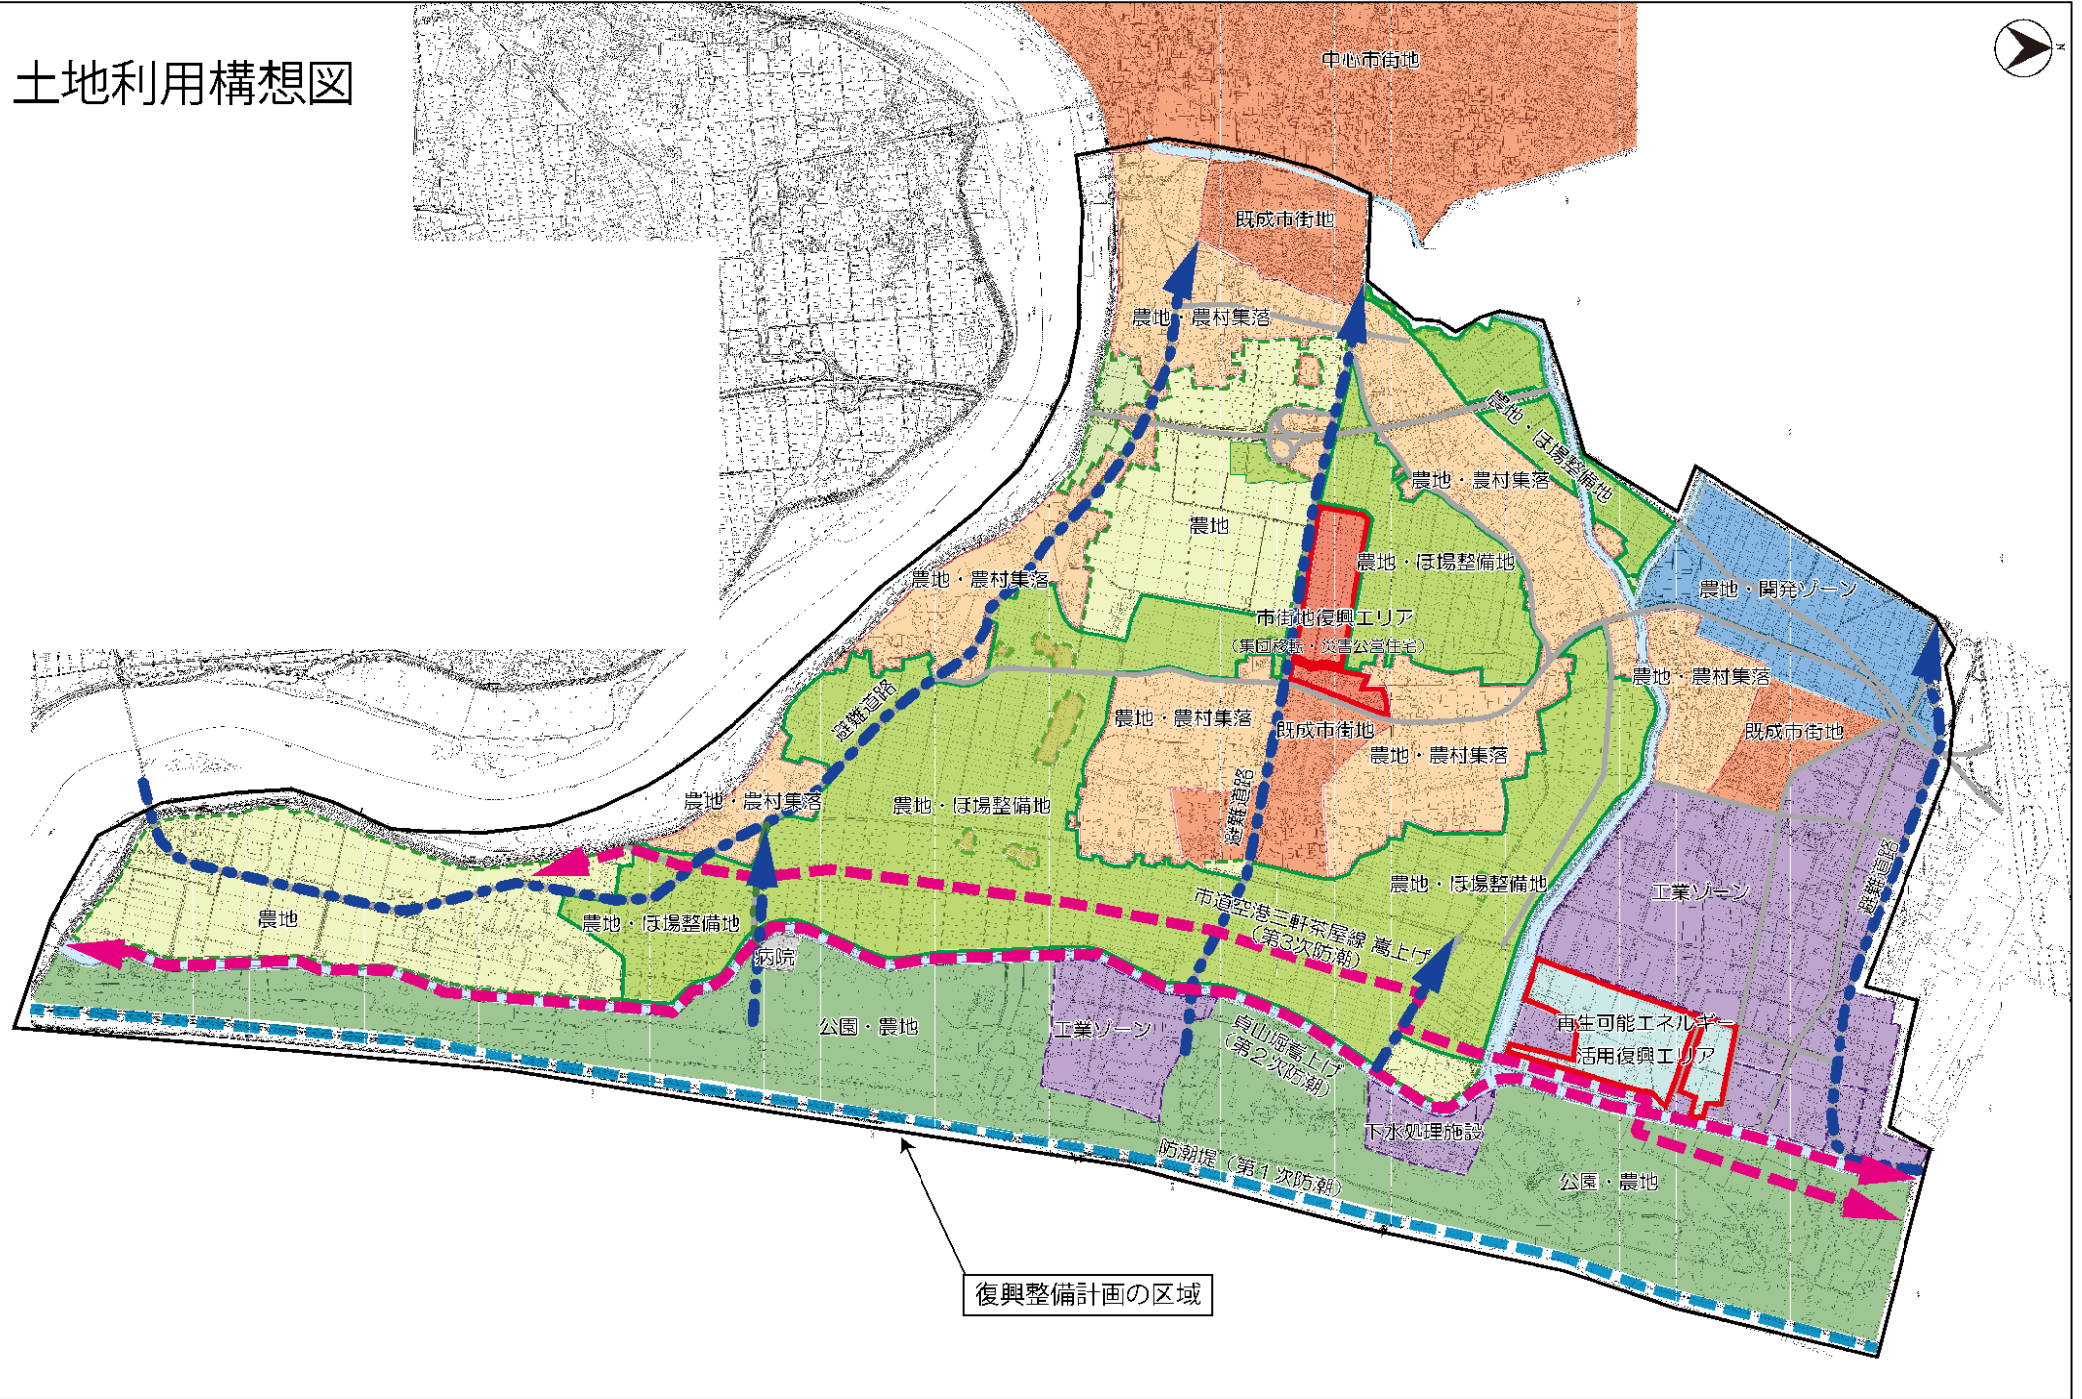 土地利用構想図
N
中心市街地
既成市街地
農地・農村集落
農地・ほ場整備地
農地・農村集落
農地
農地・ほ場整備地
農地・農村集落
農地・開発ゾーン
市街地復興エリア
（集団移転・災害公営住宅）
農地・農村集落
避難道路
農地・農村集落
既成市街地
既成市街地
農地・農村集落
農地・農村集落
農地・ほ場整備地
避難道路
農地・ほ場整備地
工業ゾーン
避難道路
農地
農地・ほ場整備地
市道空港三軒茶屋線 嵩上げ
（第3次防潮）
病院
公園・農地
工業ゾーン
貞山堀嵩上げ
（第2次防潮）
再生可能エネルギー
活用復興エリア
下水処理施設
防潮堤（第1次防潮）
公園・農地
復興整備計画の区域